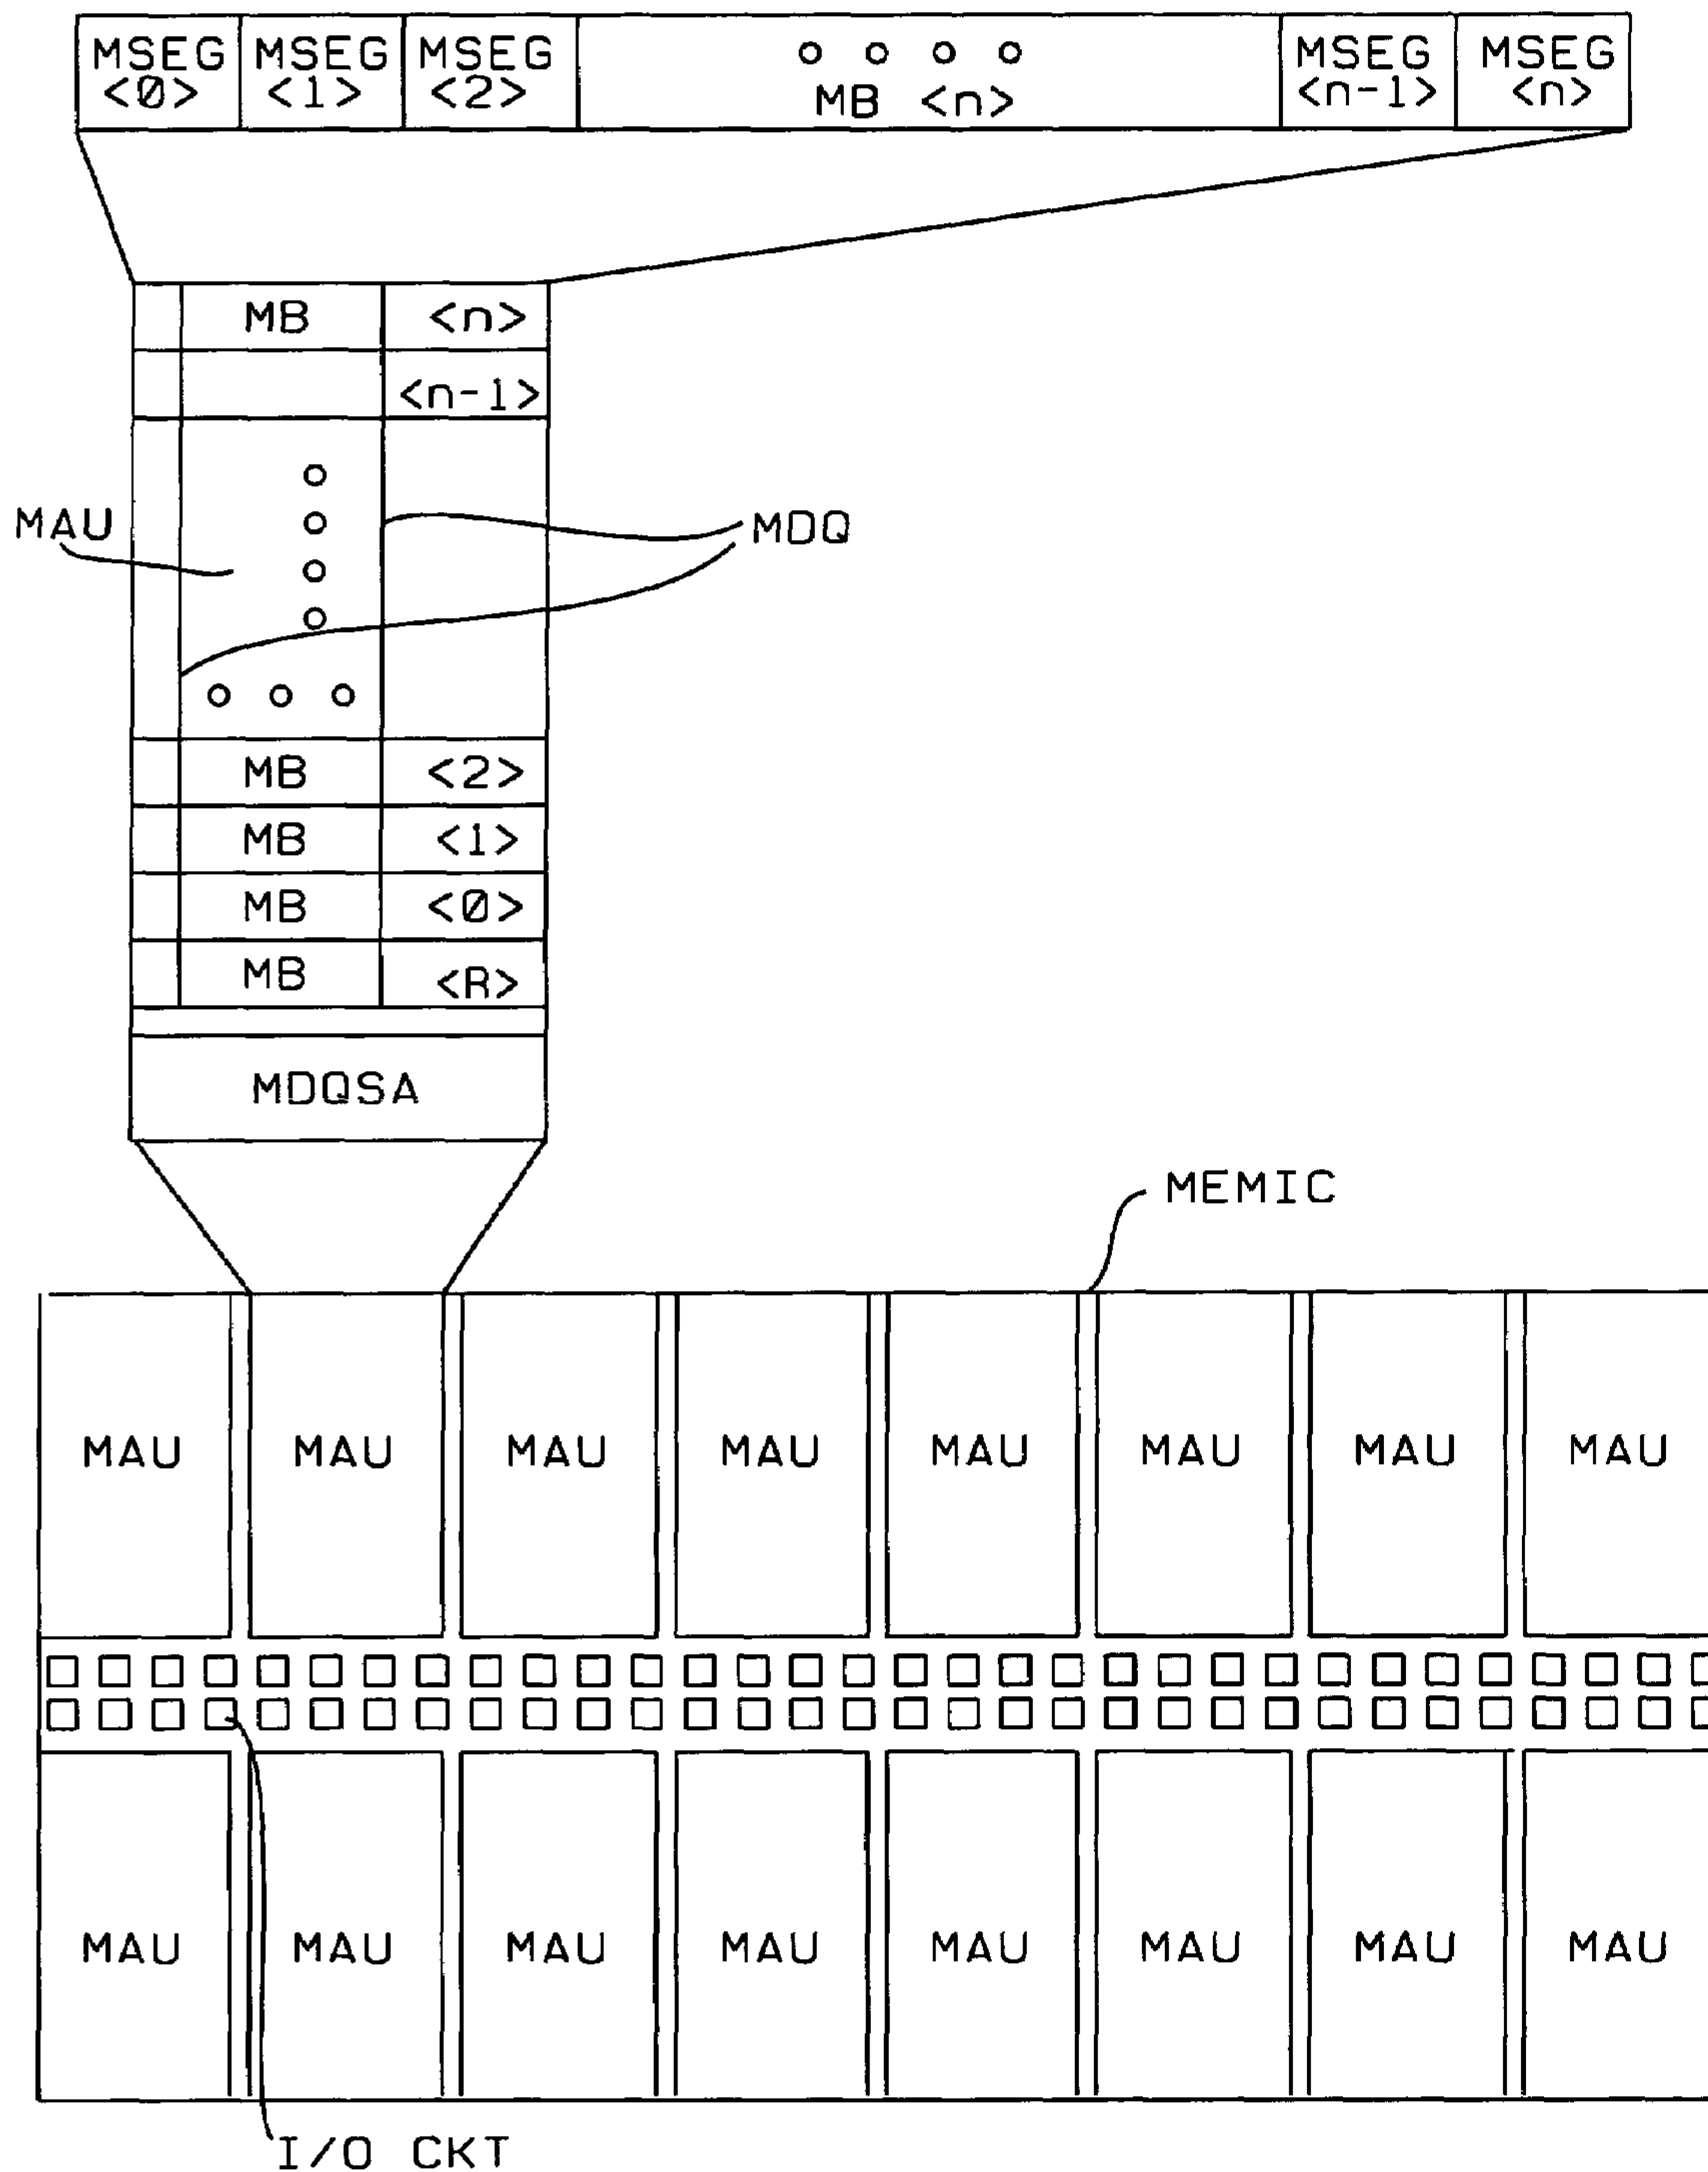 MSEG MSEG MSEG MSEG MSEG
<0> <1> <2> MB <n> <n-1> <n>
MB <n>
<n-1>
MAU MDQ
MB <2>
MB <1>
MB <0>
MB <R>
MDQSA
MEMIC
MAU MAU MAU MAU MAU MAU MAU MAU
MAU MAU MAU MAU MAU MAU MAU MAU
I/O CKT